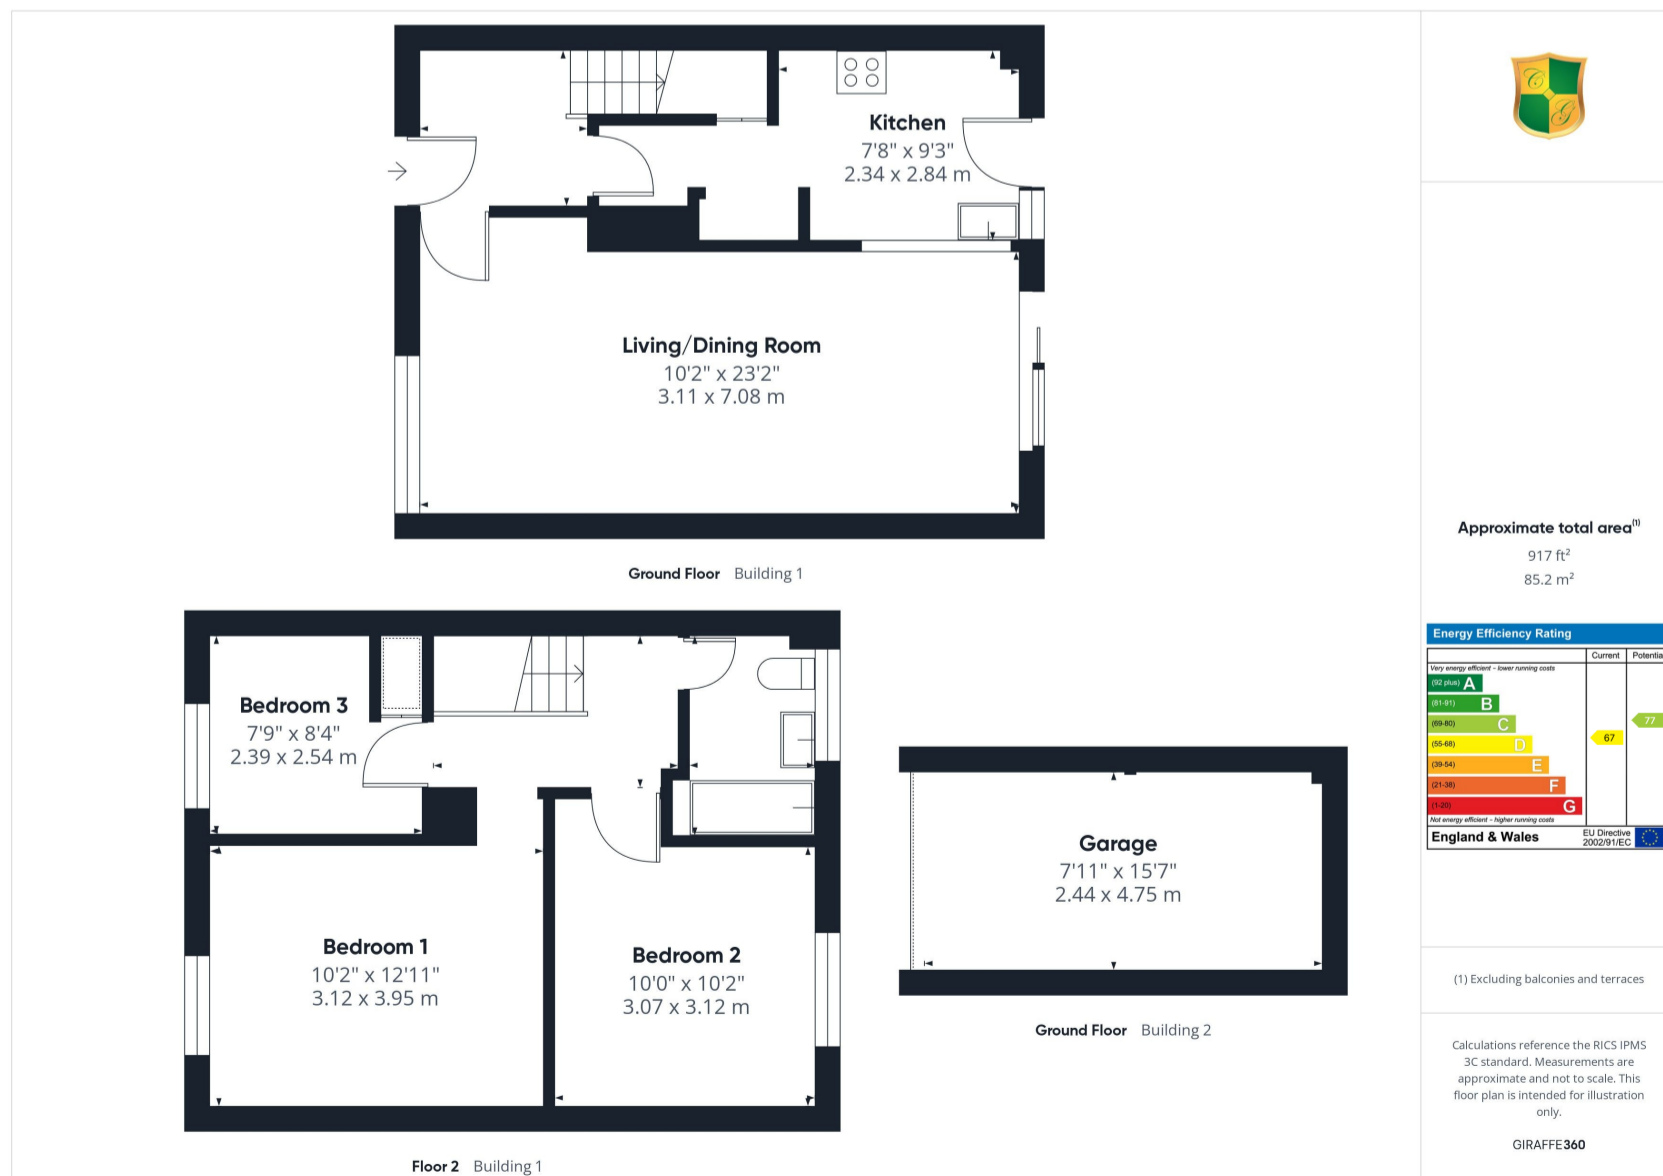 Kitchen
7'8" x 9'3"
2.34 x 2.84 m
Living/Dining Room
10'2" x 23'2"
3.11 x 7.08 m
Ground Floor Building 1
Bedroom 3
7'9" x 8'4"
2.39 x 2.54 m
Bedroom 1
10'2" x 12'11"
3.12 x 3.95 m
Bedroom 2
10'0" x 10'2"
3.07 x 3.12 m
Floor 2 Building 1
Garage
7'11" x 15'7"
2.44 x 4.75 m
Ground Floor Building 2
C
G
Approximate total area(1)
917 ft²
85.2 m²
Energy Efficiency Rating
Current Potentia
Very energy efficient - lower running costs
(92 plus) A
(81-91) B
(69-80) C
77
(55-68) D
67
(39-54) E
(21-38) F
(1-20) G
Not energy efficient - higher running costs
England & Wales
EU Directive
2002/91/EC
(1) Excluding balconies and terraces
Calculations reference the RICS IPMS
3C standard. Measurements are
approximate and not to scale. This
floor plan is intended for illustration
only.
GIRAFFE360